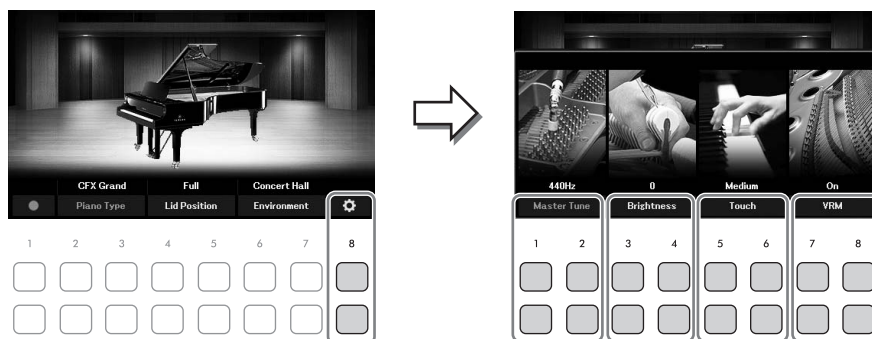 CFX Grand Full Concert Hall
Piano Type Lid Position Environment
1 2 3 4 5 6 7 8
440Hz 0 Medium On
Master Tune Brightness Touch VRM
1 2 3 4 5 6 7 8